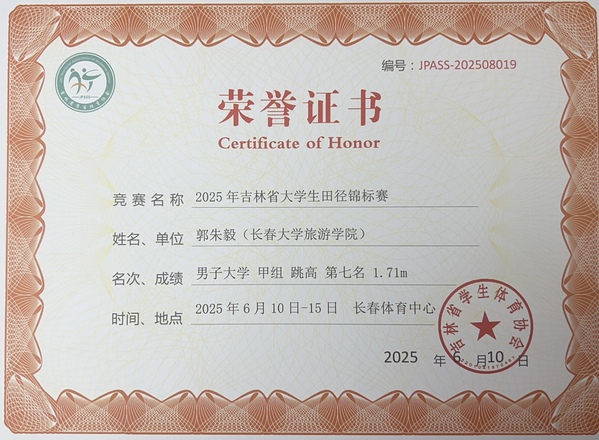 编号：JPASS-202508019
荣誉证书
Certificate of Honor
竞赛名称 2025年吉林省大学生田径锦标赛
姓名、单位 郭朱毅（长春大学旅游学院）
名次、成绩 男子大学 甲组 跳高 第七名 1.71m
时间、地点 2025年6月10日-15日 长春体育中心
吉林省学生体育协会
2025 年 6 月10 日